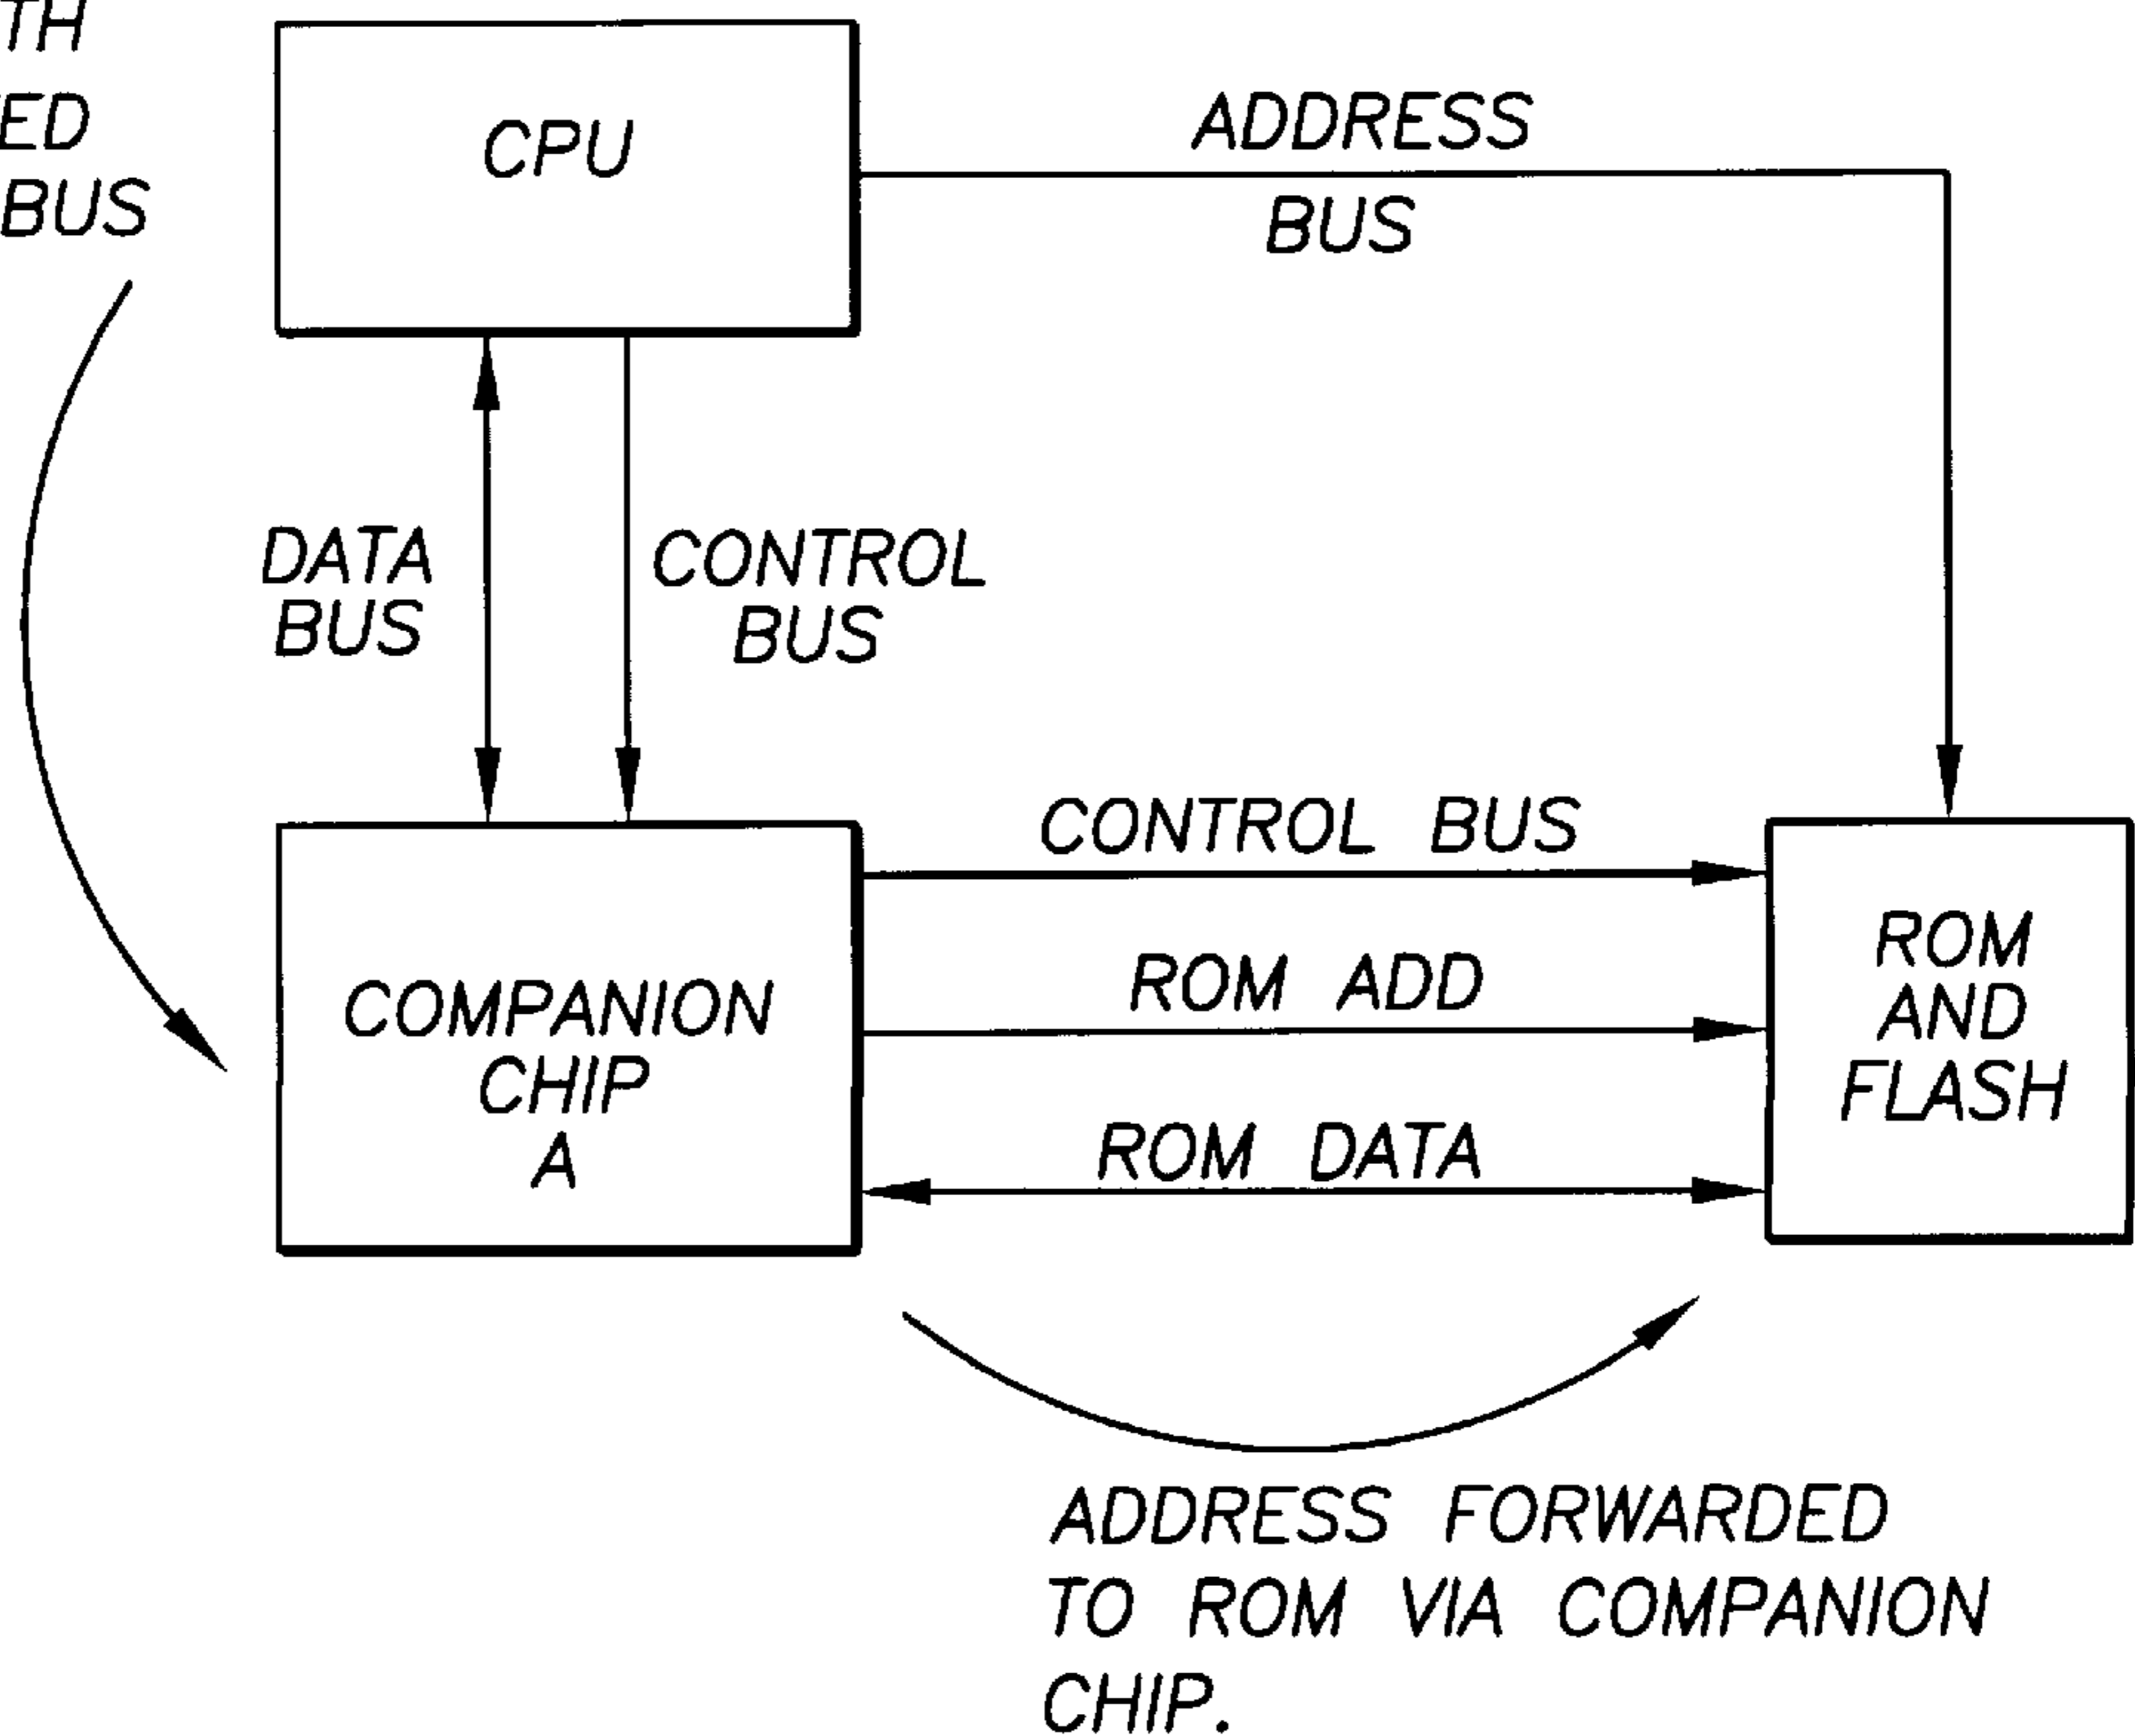 TH
ED
BUS
CPU
ADDRESS
BUS
DATA
BUS
CONTROL
BUS
CONTROL BUS
ROM ADD
ROM DATA
COMPANION
CHIP
A
ROM
AND
FLASH
ADDRESS FORWARDED
TO ROM VIA COMPANION
CHIP.